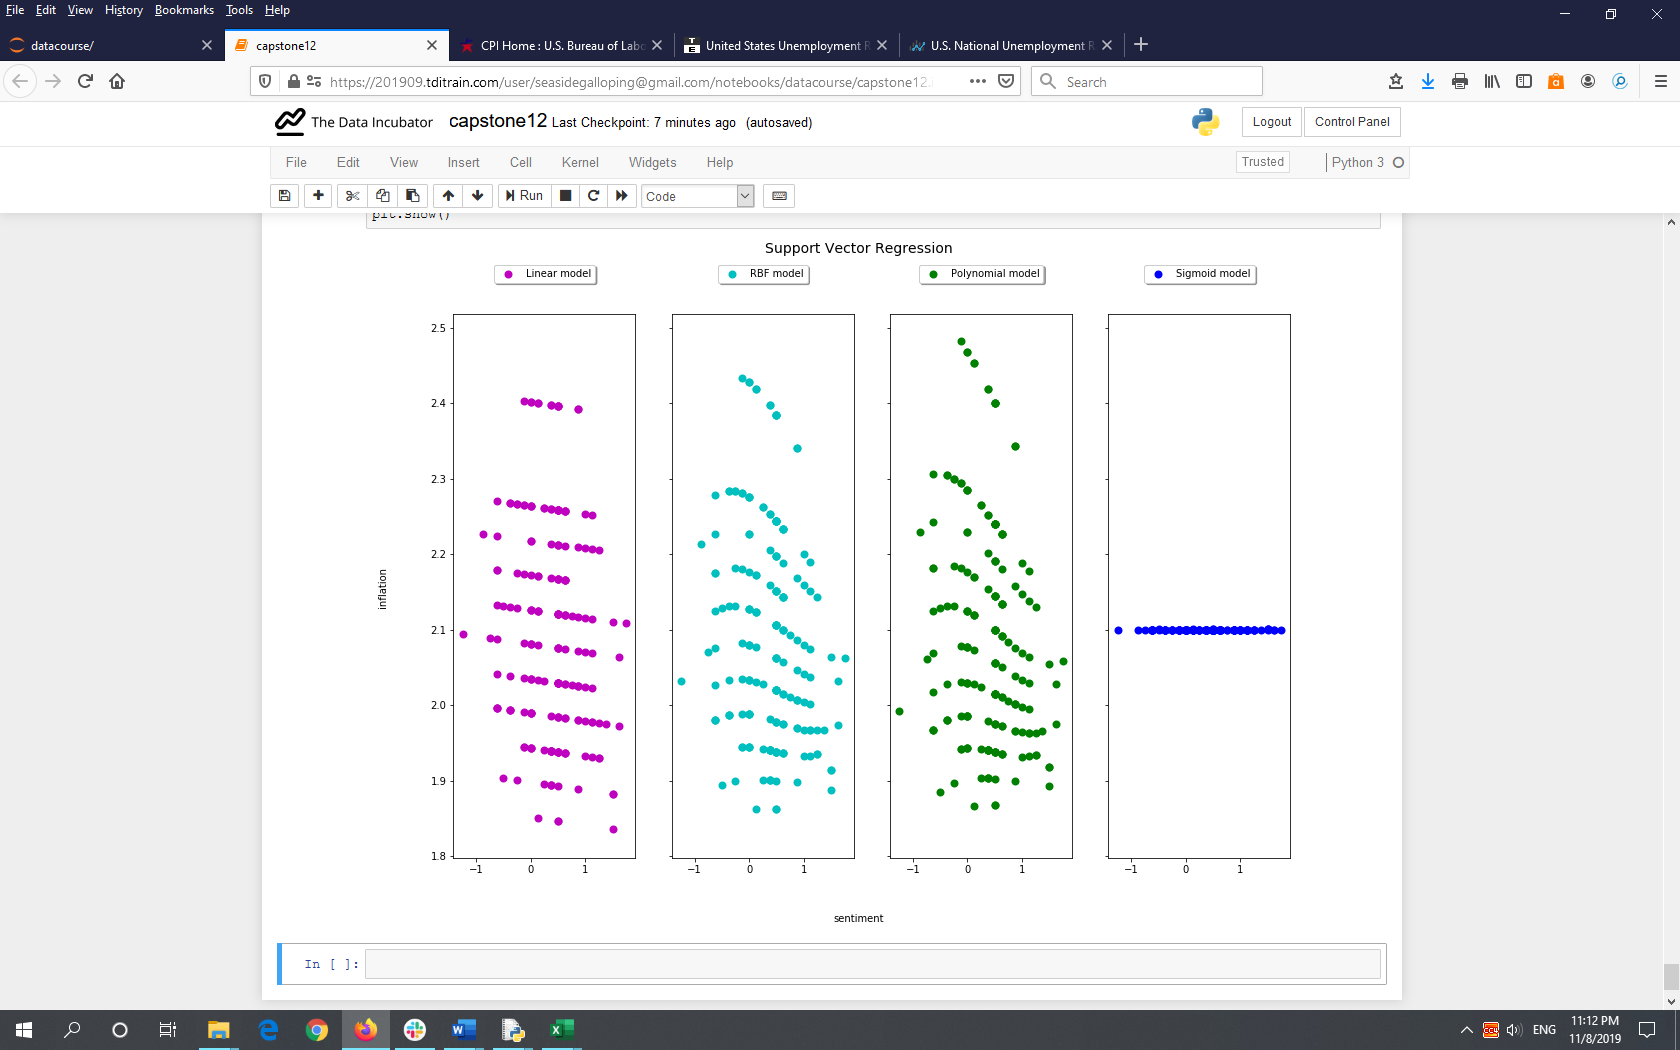 File Edit View History Bookmarks Tools Help
datacourse/
capstone12
CPI Home : U.S. Bureau of Labo
United States Unemployment R
U.S. National Unemployment R
https://201909.tditrain.com/user/seasidegalloping@gmail.com/notebooks/datacourse/capstone12.
Search
The Data Incubator capstone12 Last Checkpoint: 7 minutes ago (autosaved)
Logout Control Panel
File Edit View Insert Cell Kernel Widgets Help
Trusted Python 3
Run Code
plt.show()
Support Vector Regression
Linear model RBF model Polynomial model Sigmoid model
2.5
2.4
2.3
2.2
2.1
2.0
1.9
1.8
inflation
−1 0 1 −1 0 1 −1 0 1 −1 0 1
sentiment
In [ ]:
ENG
11:12 PM
11/8/2019